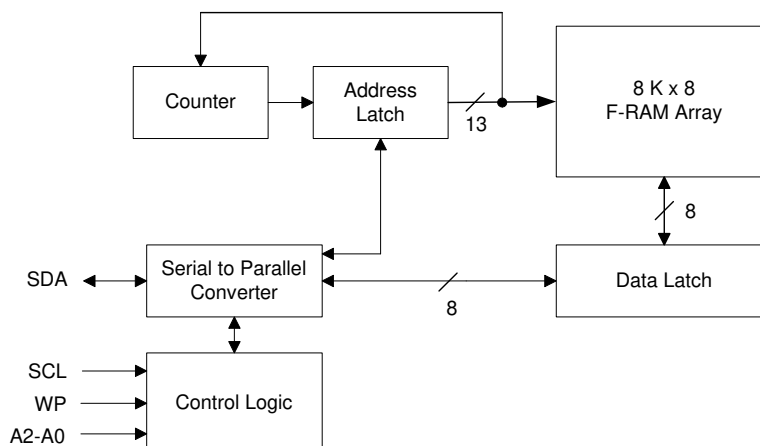 Counter
Address
Latch
13
8 K x 8
F-RAM Array
8
SDA
Serial to Parallel
Converter
8
Data Latch
SCL
WP
A2-A0
Control Logic